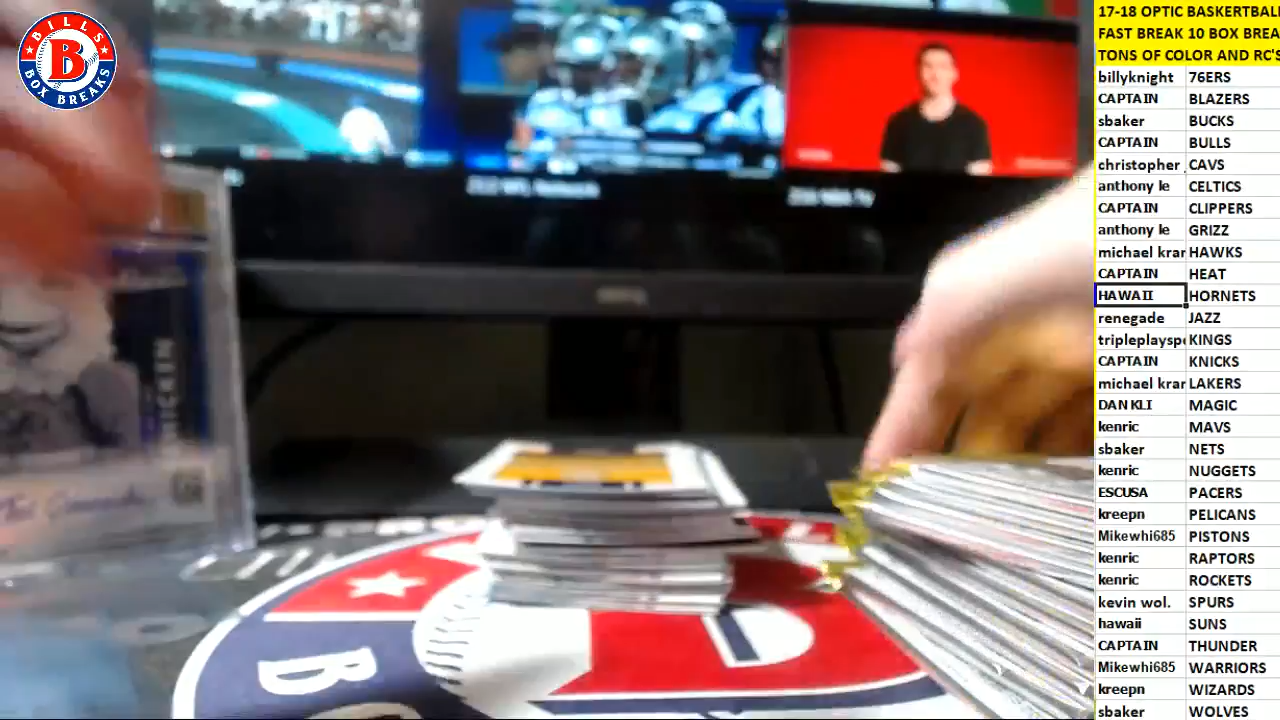 BILLS
B
BOX BREAKS
17-18 OPTIC BASKERTBALL
FAST BREAK 10 BOX BREA
TONS OF COLOR AND RC'S
billyknight 76ERS
CAPTAIN BLAZERS
sbaker BUCKS
CAPTAIN BULLS
christopher CAVS
anthony le CELTICS
CAPTAIN CLIPPERS
anthony le GRIZZ
michael krar HAWKS
CAPTAIN HEAT
HAWAII HORNETS
renegade JAZZ
tripleplayspo KINGS
CAPTAIN KNICKS
michael krar LAKERS
DAN KLI MAGIC
kenric MAVS
sbaker NETS
kenric NUGGETS
ESCUSA PACERS
kreepn PELICANS
Mikewhi685 PISTONS
kenric RAPTORS
kenric ROCKETS
kevin wol. SPURS
hawaii SUNS
CAPTAIN THUNDER
Mikewhi685 WARRIORS
kreepn WIZARDS
sbaker WOLVES
B